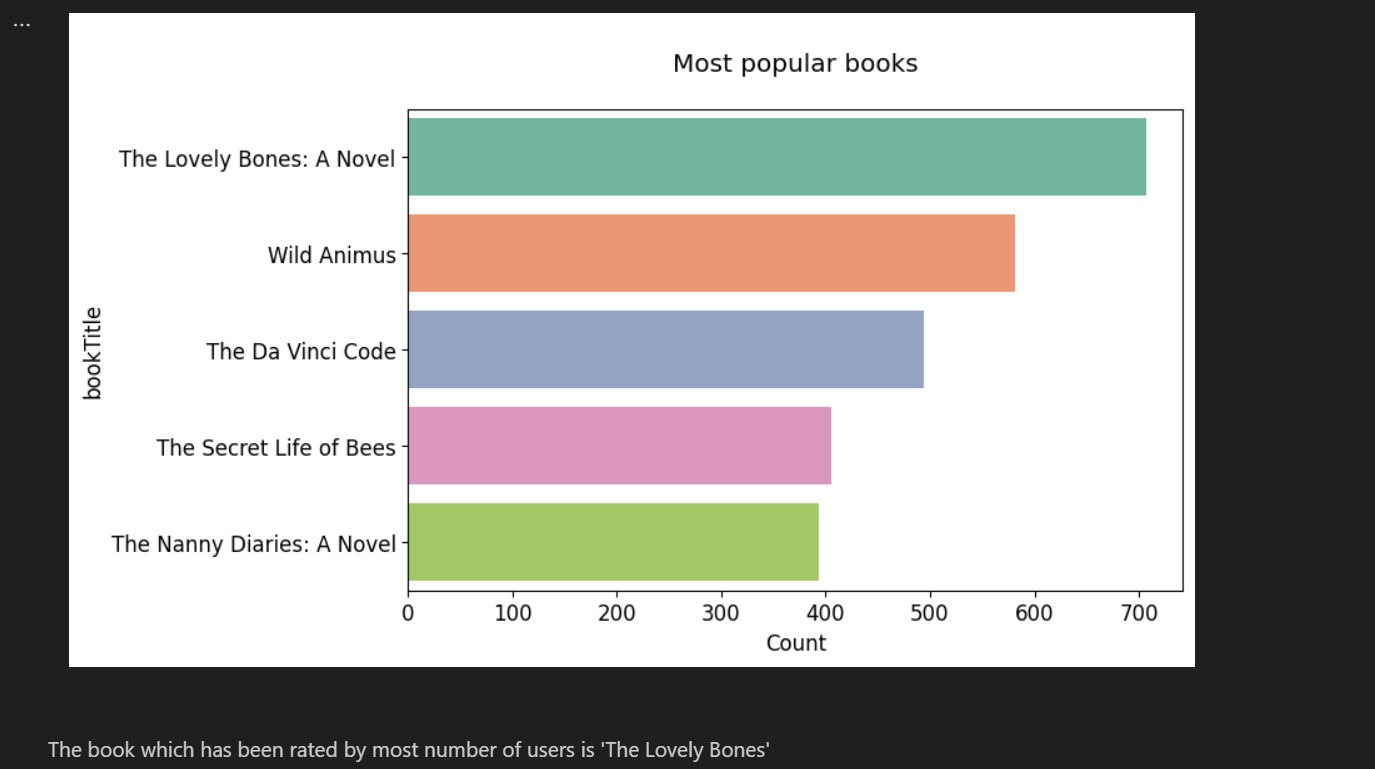 ...
Most popular books
The Lovely Bones: A Novel
Wild Animus
The Da Vinci Code
The Secret Life of Bees
The Nanny Diaries: A Novel
bookTitle
0 100 200 300 400 500 600 700
Count
The book which has been rated by most number of users is 'The Lovely Bones'